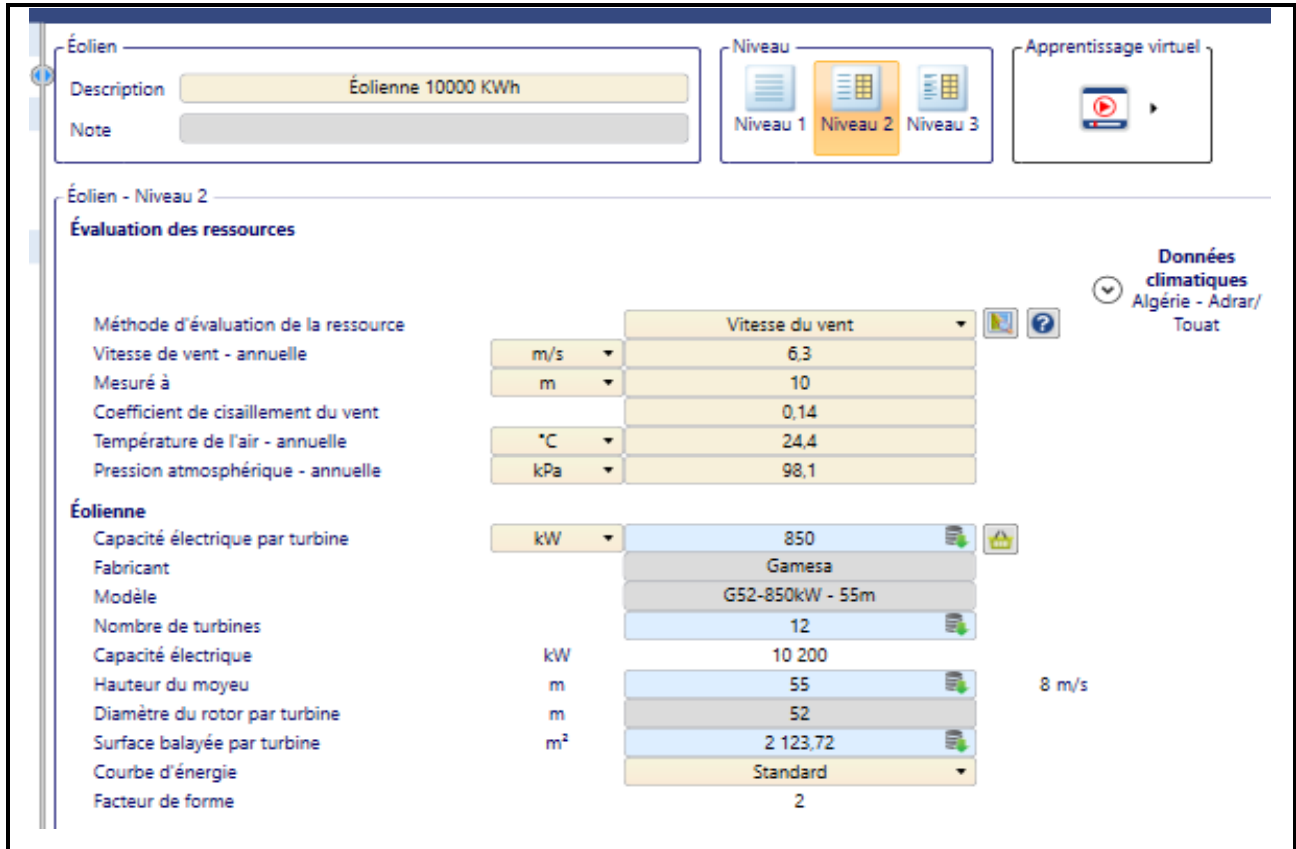 Éolien
Description Éolienne 10000 KWh
Note
Niveau
Niveau 1 Niveau 2 Niveau 3
Apprentissage virtuel
Éolien - Niveau 2
Évaluation des ressources
Données
climatiques
Algérie - Adrar/
Touat
Méthode d'évaluation de la ressource Vitesse du vent
Vitesse de vent - annuelle m/s 6,3
Mesuré à m 10
Coefficient de cisaillement du vent 0,14
Température de l'air - annuelle °C 24,4
Pression atmosphérique - annuelle kPa 98,1
Éolienne
Capacité électrique par turbine kW 850
Fabricant Gamesa
Modèle G52-850kW - 55m
Nombre de turbines 12
Capacité électrique kW 10 200
Hauteur du moyeu m 55 8 m/s
Diamètre du rotor par turbine m 52
Surface balayée par turbine m² 2 123,72
Courbe d'énergie Standard
Facteur de forme 2